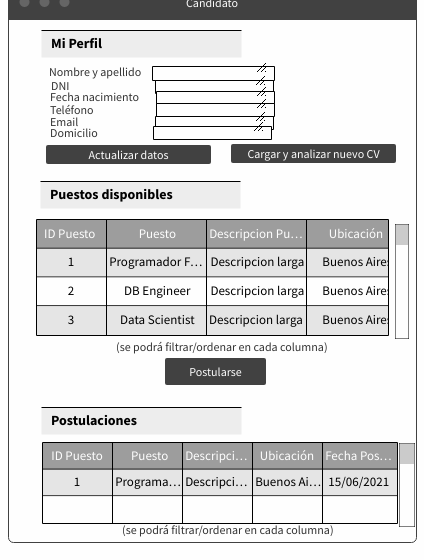 Candidato
Mi Perfil
Nombre y apellido
DNI
Fecha nacimiento
Teléfono
Email
Domicilio
Actualizar datos Cargar y analizar nuevo CV
Puestos disponibles
ID Puesto Puesto Descripcion Pu... Ubicación
1 Programador F... Descripcion larga Buenos Aires
2 DB Engineer Descripcion larga Buenos Aires
3 Data Scientist Descripcion larga Buenos Aires
(se podrá filtrar/ordenar en cada columna)
Postularse
Postulaciones
ID Puesto Puesto Descripci... Ubicación Fecha Pos...
1 Programa... Descripci... Buenos Ai... 15/06/2021
(se podrá filtrar/ordenar en cada columna)